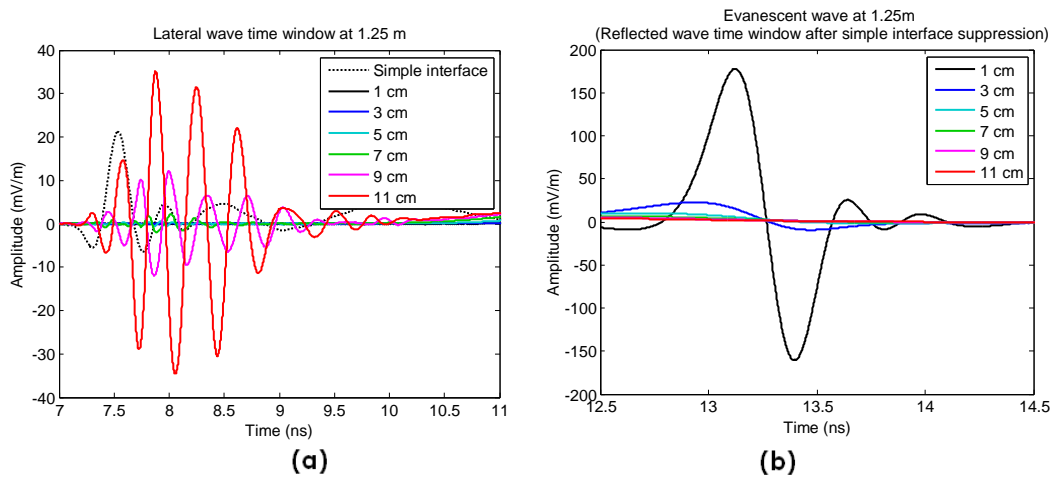 Lateral wave time window at 1.25 m
40
30
20
10
0
-10
-20
-30
-40
Amplitude (mV/m)
7
7.5
8
8.5
9
9.5
10
10.5
11
Time (ns)
Simple interface
1 cm
3 cm
5 cm
7 cm
9 cm
11 cm
(a)
Evanescent wave at 1.25m
(Reflected wave time window after simple interface suppression)
200
150
100
50
0
-50
-100
-150
-200
Amplitude (mV/m)
12.5
13
13.5
14
14.5
Time (ns)
1 cm
3 cm
5 cm
7 cm
9 cm
11 cm
(b)